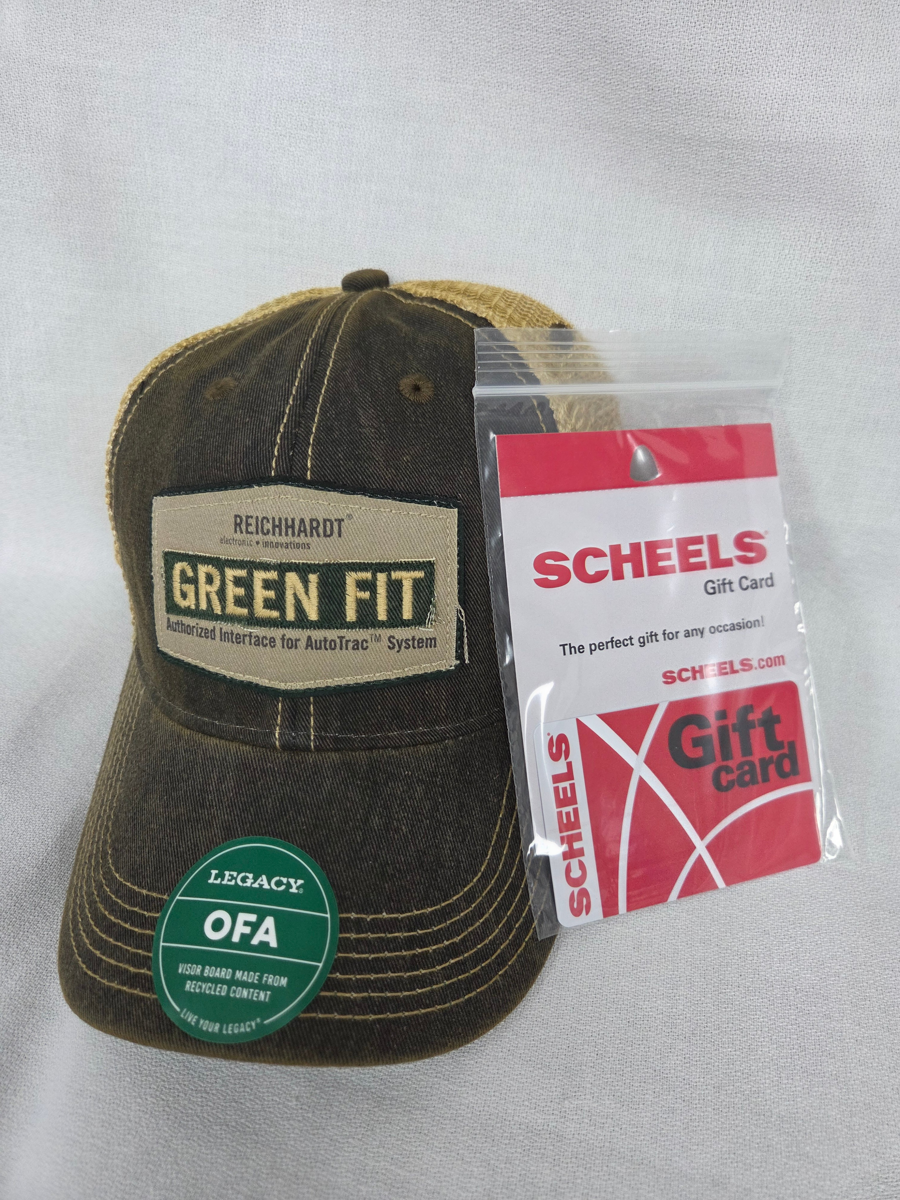 REICHHARDT®
electronic • innovations
GREEN FIT
Authorized Interface for AutoTrac™ System
LEGACY®
OFA
VISOR BOARD MADE FROM
RECYCLED CONTENT
LIVE YOUR LEGACY®
SCHEELS®
Gift Card
The perfect gift for any occasion!
SCHEELS.com
SCHEELS®
Gift
card